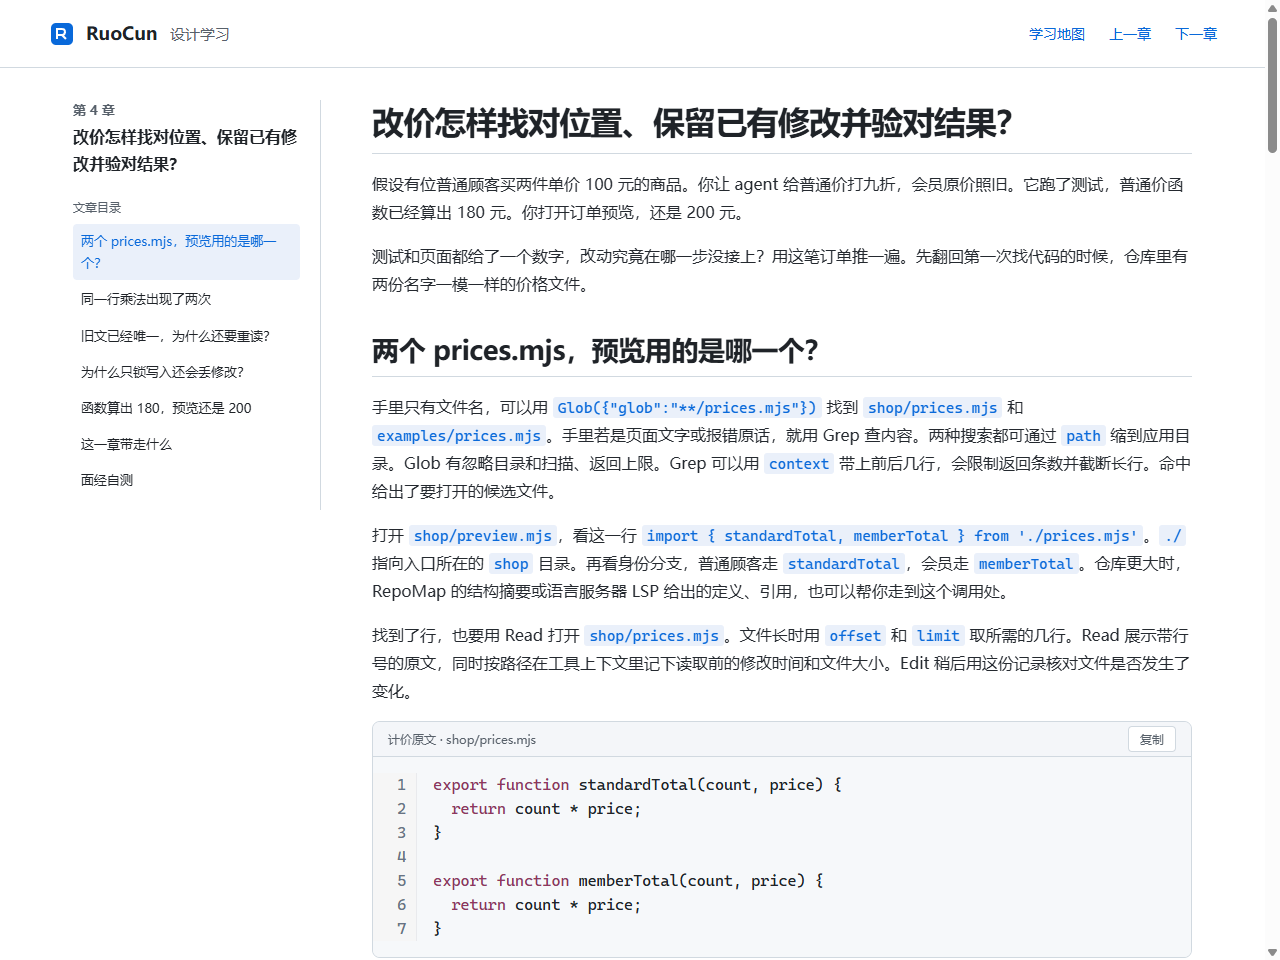 RuoCun 设计学习
学习地图 上一章 下一章
第 4 章
改价怎样找对位置、保留已有修
改并验对结果?
文章目录
两个 prices.mjs，预览用的是哪一
个?
同一行乘法出现了两次
旧文已经唯一，为什么还要重读?
为什么只锁写入还会丢修改?
函数算出 180，预览还是 200
这一章带走什么
面经自测
改价怎样找对位置、保留已有修改并验对结果?
假设有位普通顾客买两件单价 100 元的商品。你让 agent 给普通价打九折，会员原价照旧。它跑了测试，普通价函
数已经算出 180 元。你打开订单预览，还是 200 元。
测试和页面都给了一个数字，改动究竟在哪一步没接上？用这笔订单推一遍。先翻回第一次找代码的时候，仓库里有
两份名字一模一样的价格文件。
两个 prices.mjs，预览用的是哪一个?
手里只有文件名，可以用 Glob({"glob":"**/prices.mjs"}) 找到 shop/prices.mjs 和
examples/prices.mjs。手里若是页面文字或报错原话，就用 Grep 查内容。两种搜索都可通过 path 缩到应用目
录。Glob 有忽略目录和扫描、返回上限。Grep 可以用 context 带上前后几行，会限制返回条数并截断长行。命中
给出了要打开的候选文件。
打开 shop/preview.mjs，看这一行 import { standardTotal, memberTotal } from './prices.mjs'。./
指向入口所在的 shop 目录。再看身份分支，普通顾客走 standardTotal，会员走 memberTotal。仓库更大时，
RepoMap 的结构摘要或语言服务器 LSP 给出的定义、引用，也可以帮你走到这个调用处。
找到了行，也要用 Read 打开 shop/prices.mjs。文件长时用 offset 和 limit 取所需的几行。Read 展示带行
号的原文，同时按路径在工具上下文里记下读取前的修改时间和文件大小。Edit 稍后用这份记录核对文件是否发生了
变化。
计价原文 · shop/prices.mjs 复制
1 export function standardTotal(count, price) {
2 return count * price;
3 }
4
5 export function memberTotal(count, price) {
6 return count * price;
7 }